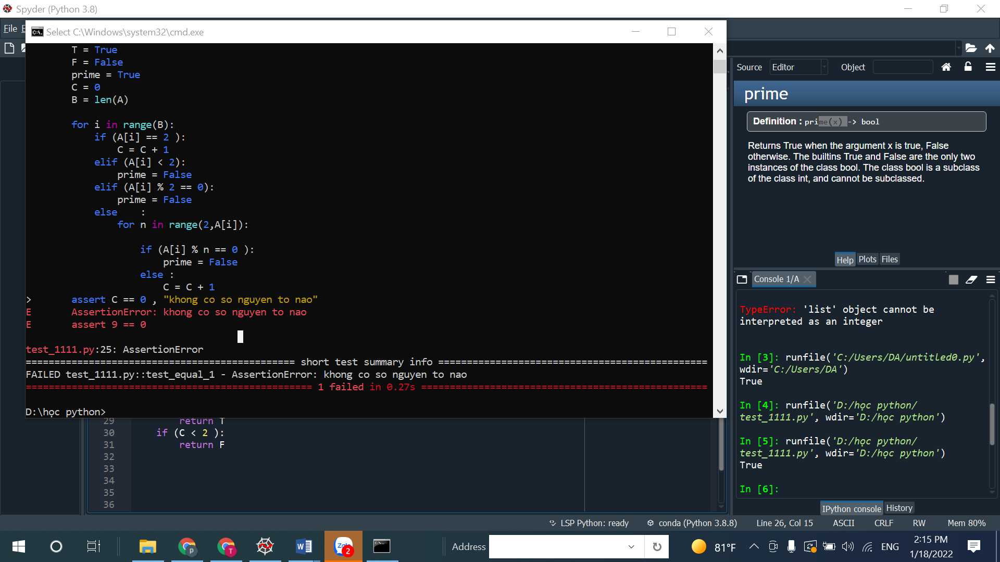 Spyder (Python 3.8)
File E
Select C:\Windows\system32\cmd.exe
T = True
F = False
prime = True
C = 0
B = len(A)
for i in range(B):
if (A[i] == 2 ):
C = C + 1
elif (A[i] < 2):
prime = False
elif (A[i] % 2 == 0):
prime = False
else    :
for n in range(2,A[i]):
if (A[i] % n == 0 ):
prime = False
else :
C = C + 1
>       assert C == 0 , "khong co so nguyen to nao"
E       AssertionError: khong co so nguyen to nao
E       assert 9 == 0
test_1111.py:25: AssertionError
=============================================== short test summary info ===============================================
FAILED test_1111.py::test_equal_1 - AssertionError: khong co so nguyen to nao
================================================== 1 failed in 0.27s ==================================================
D:\học python>
29 return T
30 if (C < 2 ):
31 return F
32
33
34
35
36
Source Editor Object
prime
Definition : prime(x) -> bool
Returns True when the argument x is true, False
otherwise. The builtins True and False are the only two
instances of the class bool. The class bool is a subclass
of the class int, and cannot be subclassed.
Help Plots Files
Console 1/A
TypeError: 'list' object cannot be
interpreted as an integer
In [3]: runfile('C:/Users/DA/untitled0.py',
wdir='C:/Users/DA')
True
In [4]: runfile('D:/học python/
test_1111.py', wdir='D:/học python')
In [5]: runfile('D:/học python/
test_1111.py', wdir='D:/học python')
True
In [6]:
IPython console History
LSP Python: ready conda (Python 3.8.8) Line 26, Col 15 ASCII CRLF RW Mem 80%
Address
81°F
ENG
2:15 PM
1/18/2022
p
T
Zalo
2